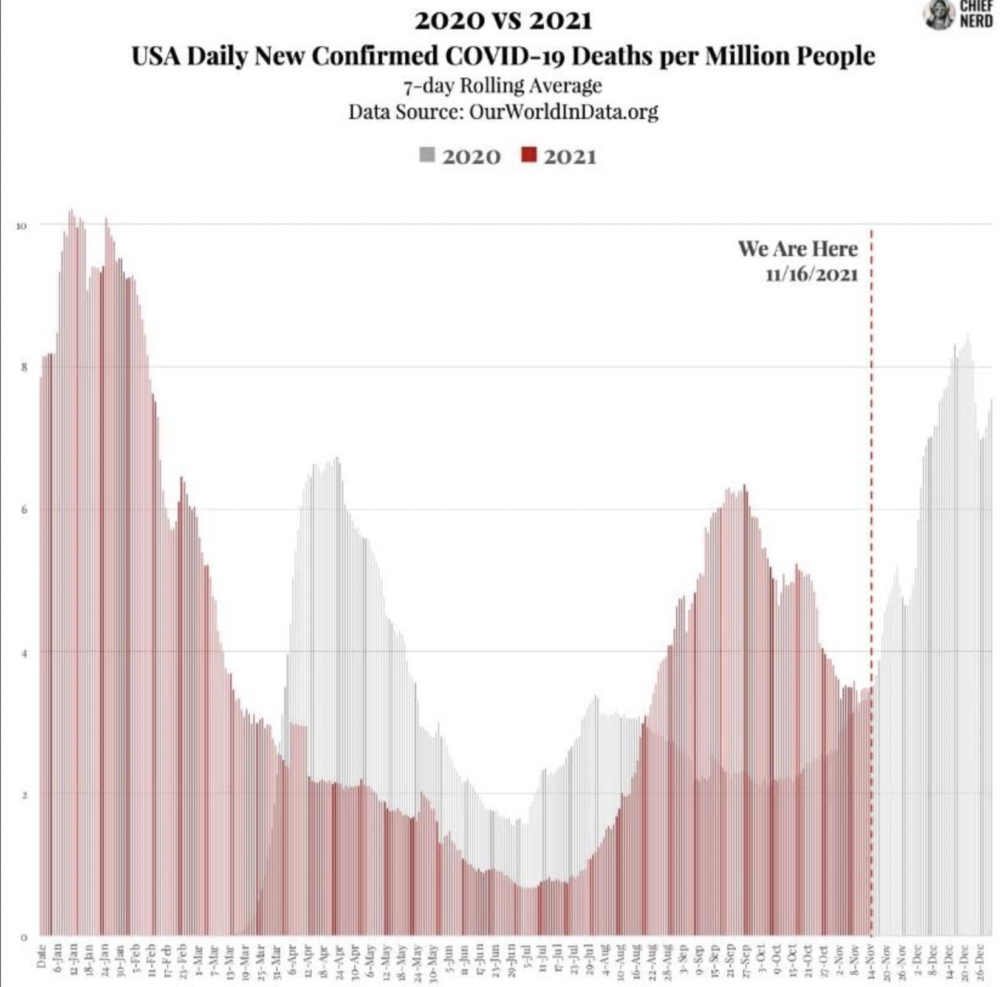 CHIEF
NERD
2020 VS 2021
USA Daily New Confirmed COVID-19 Deaths per Million People
7-day Rolling Average
Data Source: OurWorldInData.org
2020 2021
We Are Here
11/16/2021
10
8
6
4
2
0
Date 6-Jan 12-Jan 18-Jan 24-Jan 30-Jan 5-Feb 11-Feb 17-Feb 23-Feb 1-Mar 7-Mar 13-Mar 19-Mar 25-Mar 31-Mar 6-Apr 12-Apr 18-Apr 24-Apr 30-Apr 6-May 12-May 18-May 24-May 30-May 5-Jun 11-Jun 17-Jun 23-Jun 29-Jun 5-Jul 11-Jul 17-Jul 23-Jul 29-Jul 4-Aug 10-Aug 16-Aug 22-Aug 28-Aug 3-Sep 9-Sep 15-Sep 21-Sep 27-Sep 3-Oct 9-Oct 15-Oct 21-Oct 27-Oct 2-Nov 8-Nov 14-Nov 20-Nov 26-Nov 2-Dec 8-Dec 14-Dec 20-Dec 26-Dec